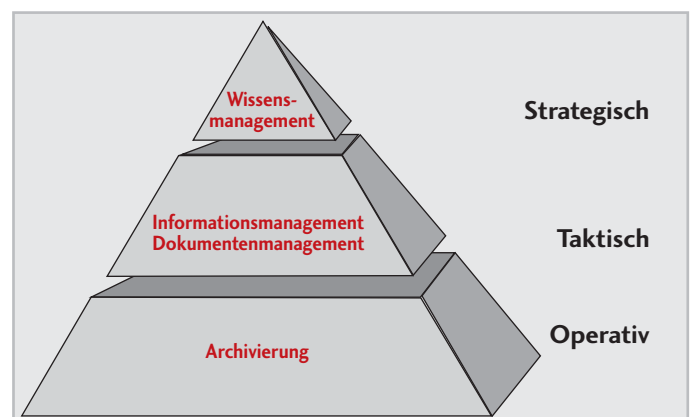 Wissens-
management
Strategisch
Informationsmanagement
Dokumentenmanagement
Taktisch
Archivierung
Operativ